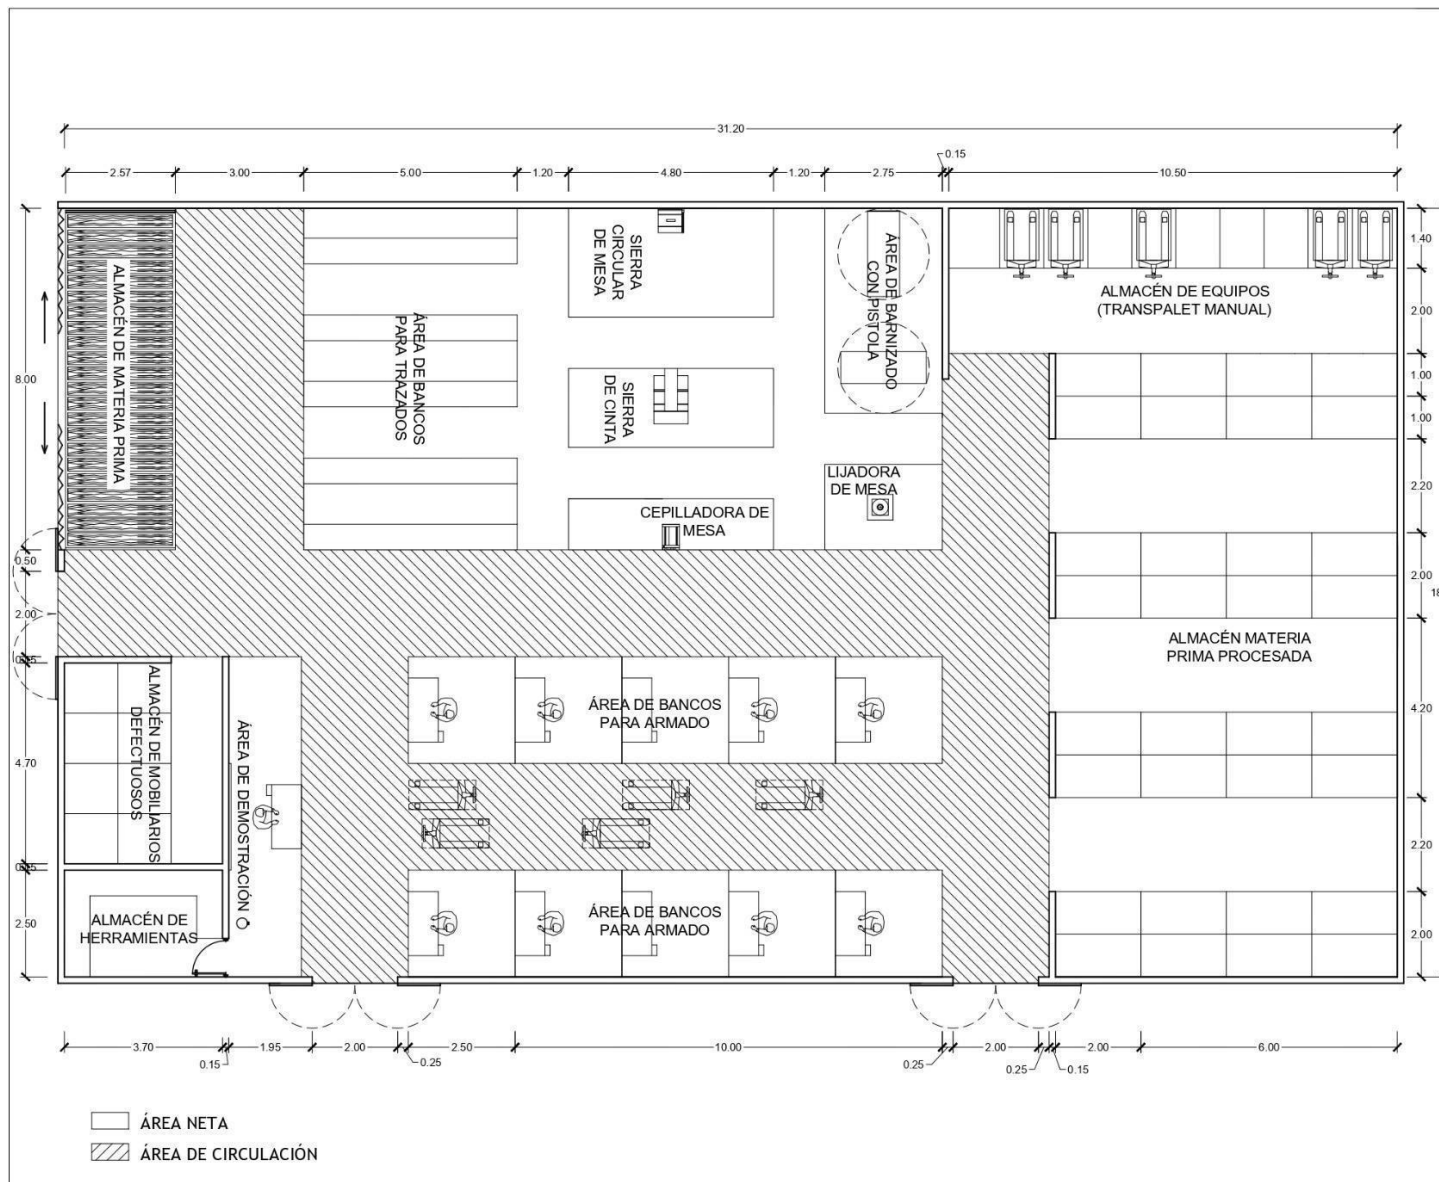 31.20
0.15
2.57
3.00
5.00
1.20
4.80
1.20
2.75
10.50
ALMACÉN DE MATERIA PRIMA
ÁREA DE BANCOS
PARA TRAZADOS
SIERRA
CIRCULAR
DE MESA
SIERRA
DE CINTA
CEPILLADORA DE
MESA
ÁREA DE BARNIZADO
CON PISTOLA
LIJADORA
DE MESA
ALMACÉN DE EQUIPOS
(TRANSPALET MANUAL)
ALMACÉN MATERIA
PRIMA PROCESADA
8.00
0.50
2.00
4.70
2.50
1.40
2.00
1.00
1.00
2.20
2.00
18
4.20
2.20
2.00
ALMACÉN DE MOBILIARIOS
DEFECTUOSOS
ÁREA DE DEMOSTRACIÓN
ALMACÉN DE
HERRAMIENTAS
ÁREA DE BANCOS
PARA ARMADO
ÁREA DE BANCOS
PARA ARMADO
3.70
0.15
1.95
2.00
0.25
2.50
10.00
0.25
2.00
0.25
0.15
2.00
6.00
ÁREA NETA
ÁREA DE CIRCULACIÓN